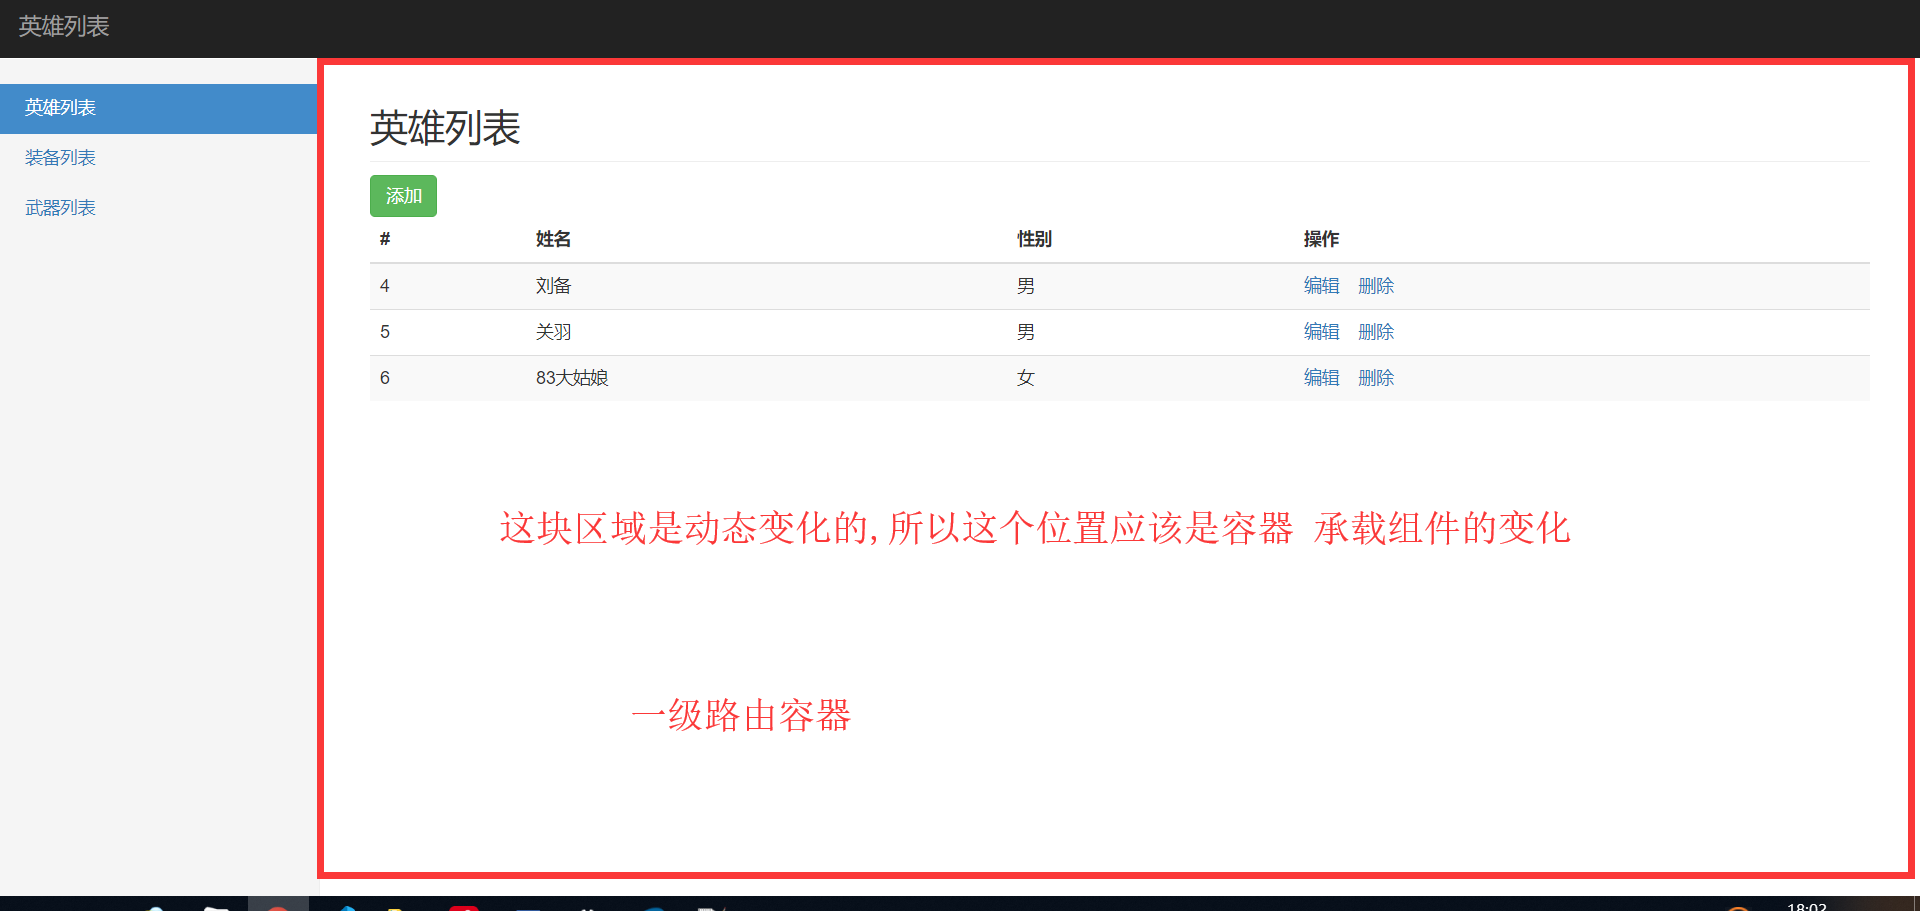 英雄列表
英雄列表
装备列表
武器列表
英雄列表
添加
# 姓名 性别 操作
4 刘备 男 编辑 删除
5 关羽 男 编辑 删除
6 83大姑娘 女 编辑 删除
这块区域是动态变化的,所以这个位置应该是容器 承载组件的变化
一级路由容器
18:02